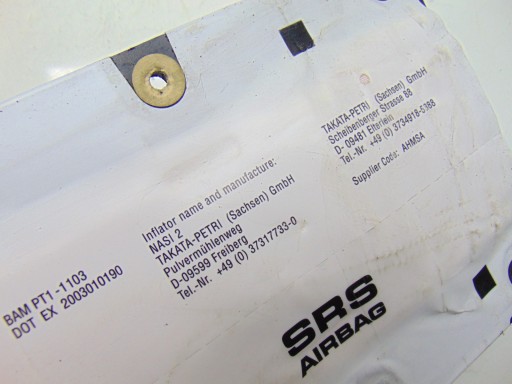 BAM PT1-1103
DOT EX 2003010190
Inflator name and manufacture:
NASI 2
TAKATA-PETRI (Sachsen) GmbH
Pulvermühlenweg
D-09599 Freiberg
Tel.-Nr. +49 (0) 37317733-0
TAKATA-PETRI (Sachsen) GmbH
Scheibenberger Strasse 88
D- 09481 Elterlein
Tel.-Nr. +49 (0) 3734918-5188
Supplier Code: AHMSA
SRS
AIRBAG